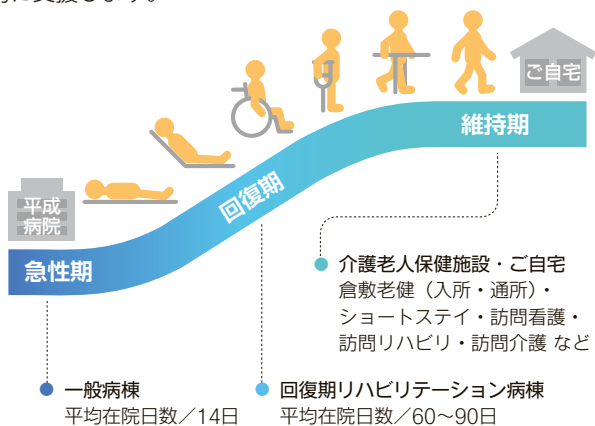 ご自宅
維持期
回復期
平成
病院
急性期
介護老人保健施設・ご自宅
倉敷老健（入所・通所）・
ショートステイ・訪問看護・
訪問リハビリ・訪問介護 など
一般病棟
平均在院日数／14日
回復期リハビリテーション病棟
平均在院日数／60〜90日